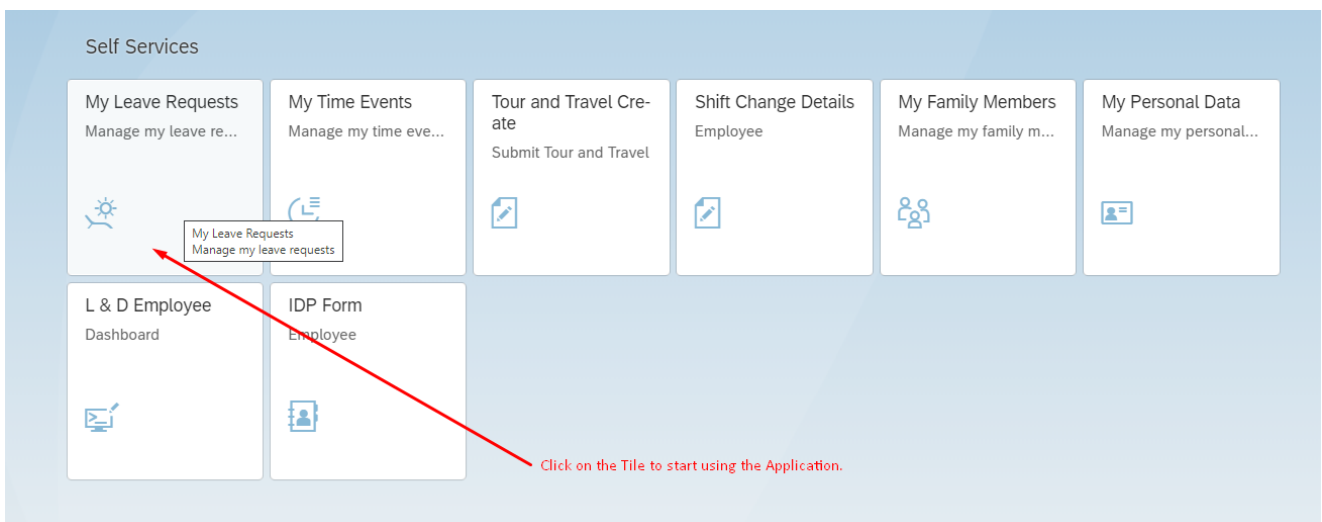 Self Services
My Leave Requests
Manage my leave re...
My Time Events
Manage my time eve...
Tour and Travel Cre-
ate
Submit Tour and Travel
Shift Change Details
Employee
My Family Members
Manage my family m...
My Personal Data
Manage my personal...
My Leave Requests
Manage my leave requests
L & D Employee
Dashboard
IDP Form
Employee
Click on the Tile to start using the Application.